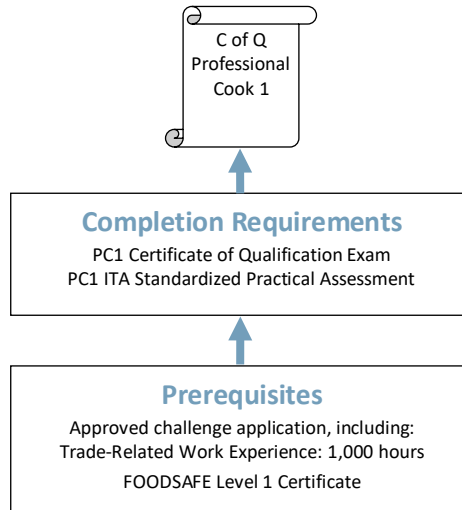 C of Q
Professional
Cook 1
Completion Requirements
PC1 Certificate of Qualification Exam
PC1 ITA Standardized Practical Assessment
Prerequisites
Approved challenge application, including:
Trade-Related Work Experience: 1,000 hours
FOODSAFE Level 1 Certificate